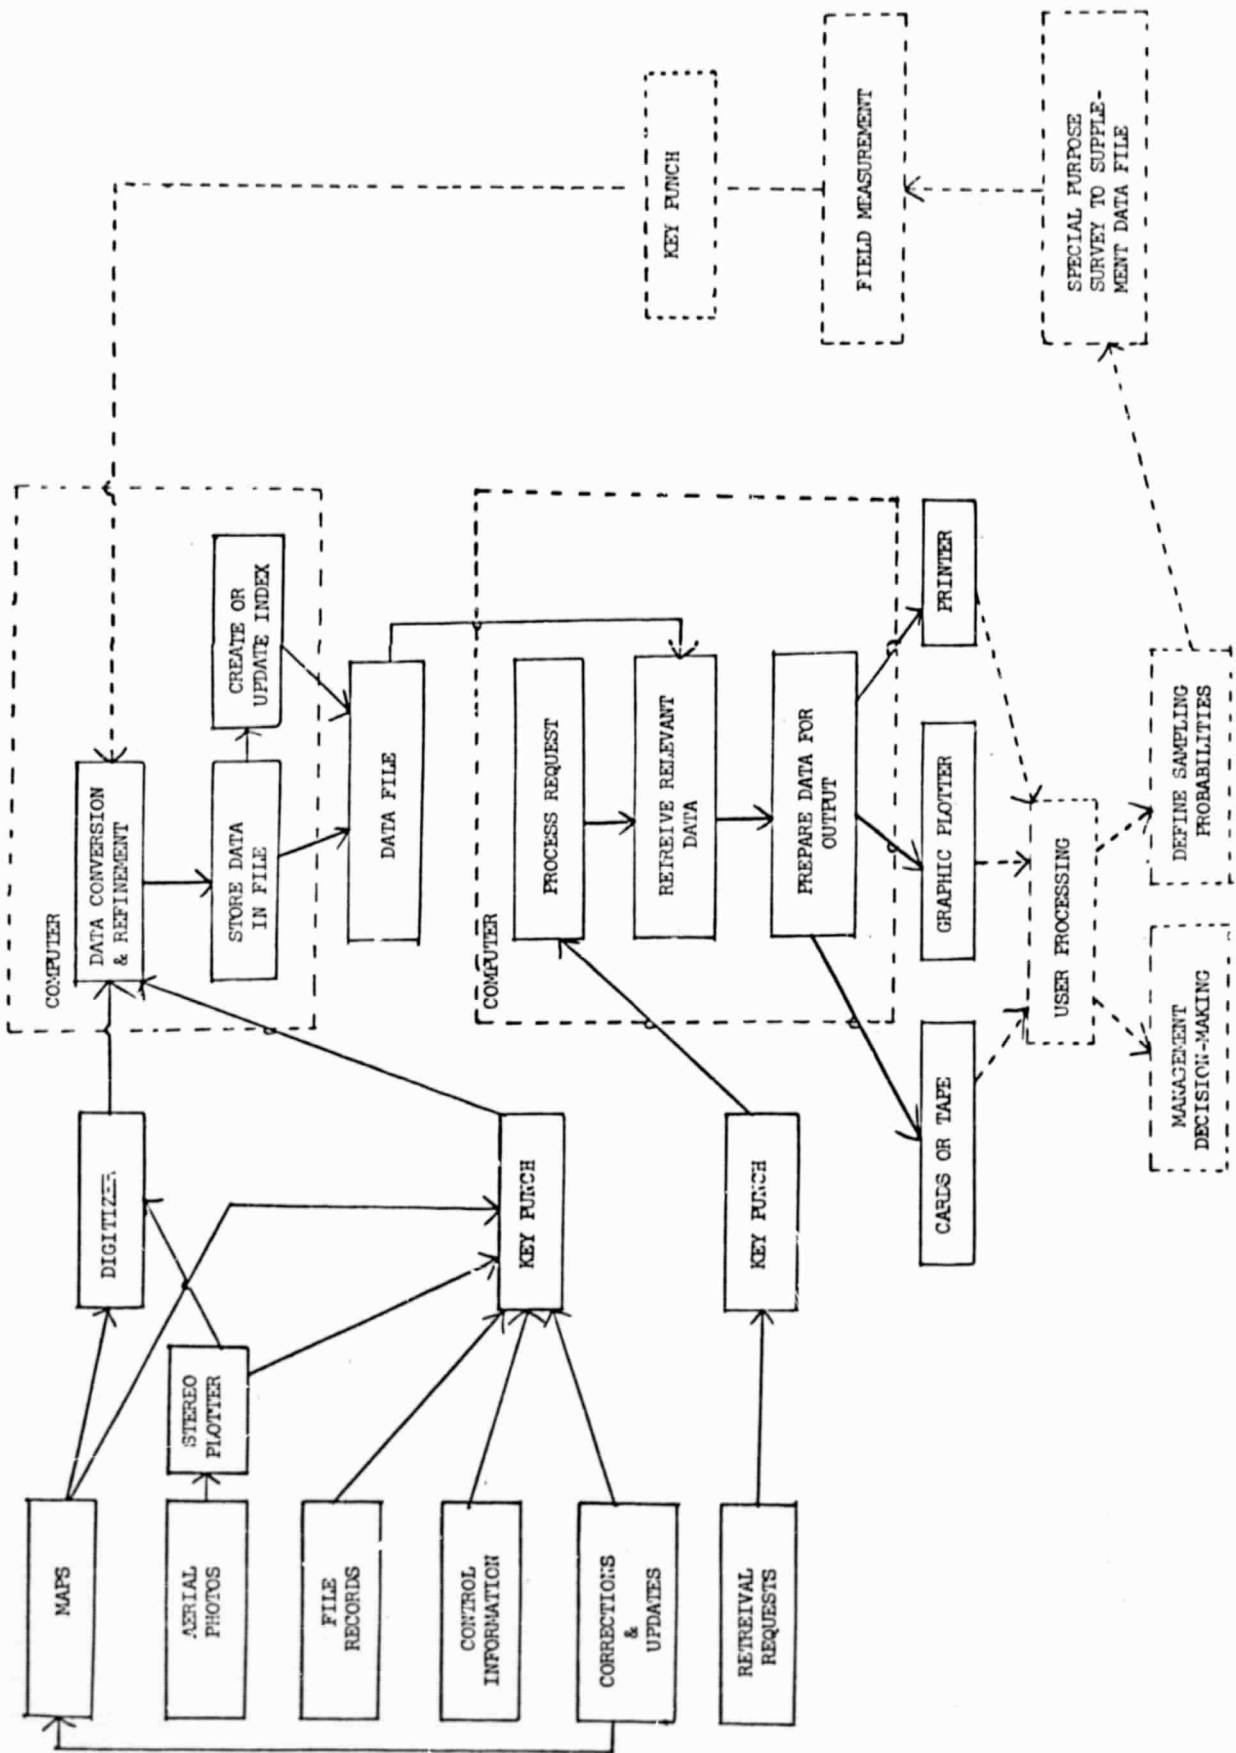 MAPS
AERIAL
PHOTOS
FILE
RECORDS
CONTROL
INFORMATION
CORRECTIONS
&
UPDATES
RETREIVAL
REQUESTS
STEREO
PLOTTER
DIGITIZER
KEY PUNCH
KEY PUNCH
COMPUTER
DATA CONVERSION
& REFINEMENT
STORE DATA
IN FILE
CREATE OR
UPDATE INDEX
DATA FILE
COMPUTER
PROCESS REQUEST
RETREIVE RELEVANT
DATA
PREPARE DATA FOR
OUTPUT
CARDS OR TAPE
GRAPHIC PLOTTER
PRINTER
USER PROCESSING
MANAGEMENT
DECISION-MAKING
DEFINE SAMPLING
PROBABILITIES
KEY PUNCH
FIELD MEASUREMENT
SPECIAL PURPOSE
SURVEY TO SUPPLE-
MENT DATA FILE